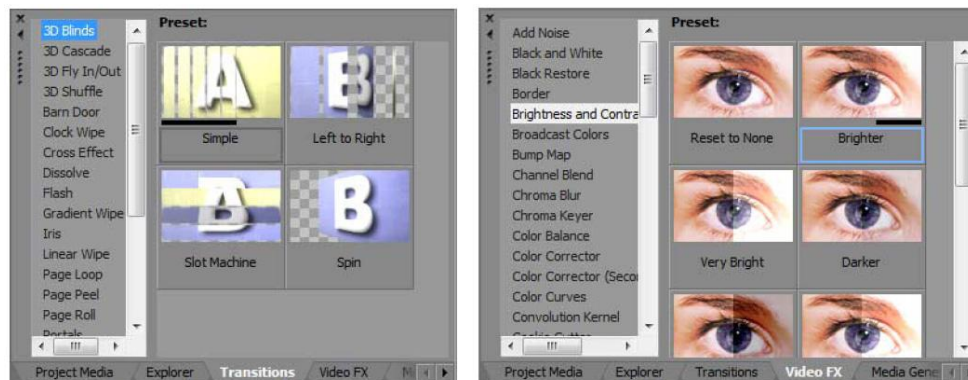 Preset:
3D Blinds
3D Cascade
3D Fly In/Out
3D Shuffle
Barn Door
Clock Wipe
Cross Effect
Dissolve
Flash
Gradient Wipe
Iris
Linear Wipe
Page Loop
Page Peel
Page Roll
Portals
A
Simple
B
Left to Right
Slot Machine
B
Spin
Project Media
Explorer
Transitions
Video FX
M
Preset:
Add Noise
Black and White
Black Restore
Border
Brightness and Contra
Broadcast Colors
Bump Map
Channel Blend
Chroma Blur
Chroma Keyer
Color Balance
Color Corrector
Color Corrector (Seco
Color Curves
Convolution Kernel
Cookie Cutter
Reset to None
Brighter
Very Bright
Darker
Project Media
Explorer
Transitions
Video FX
Media Gene